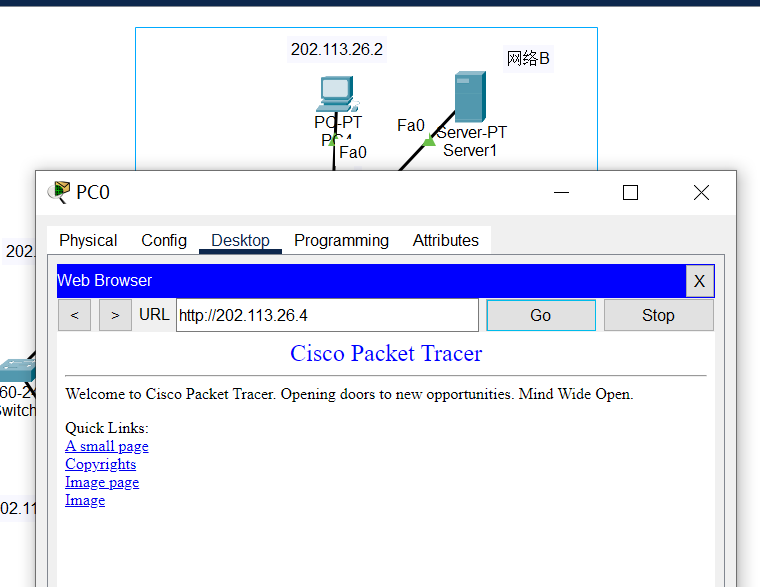 202.113.26.2
网络B
PC-PT
PC4
Fa0
Fa0
Server-PT
Server1
PC0
Physical Config Desktop Programming Attributes
202.
Web Browser X
< > URL http://202.113.26.4 Go Stop
Cisco Packet Tracer
Welcome to Cisco Packet Tracer. Opening doors to new opportunities. Mind Wide Open.
60-2
Switch
Quick Links:
A small page
Copyrights
Image page
Image
02.11